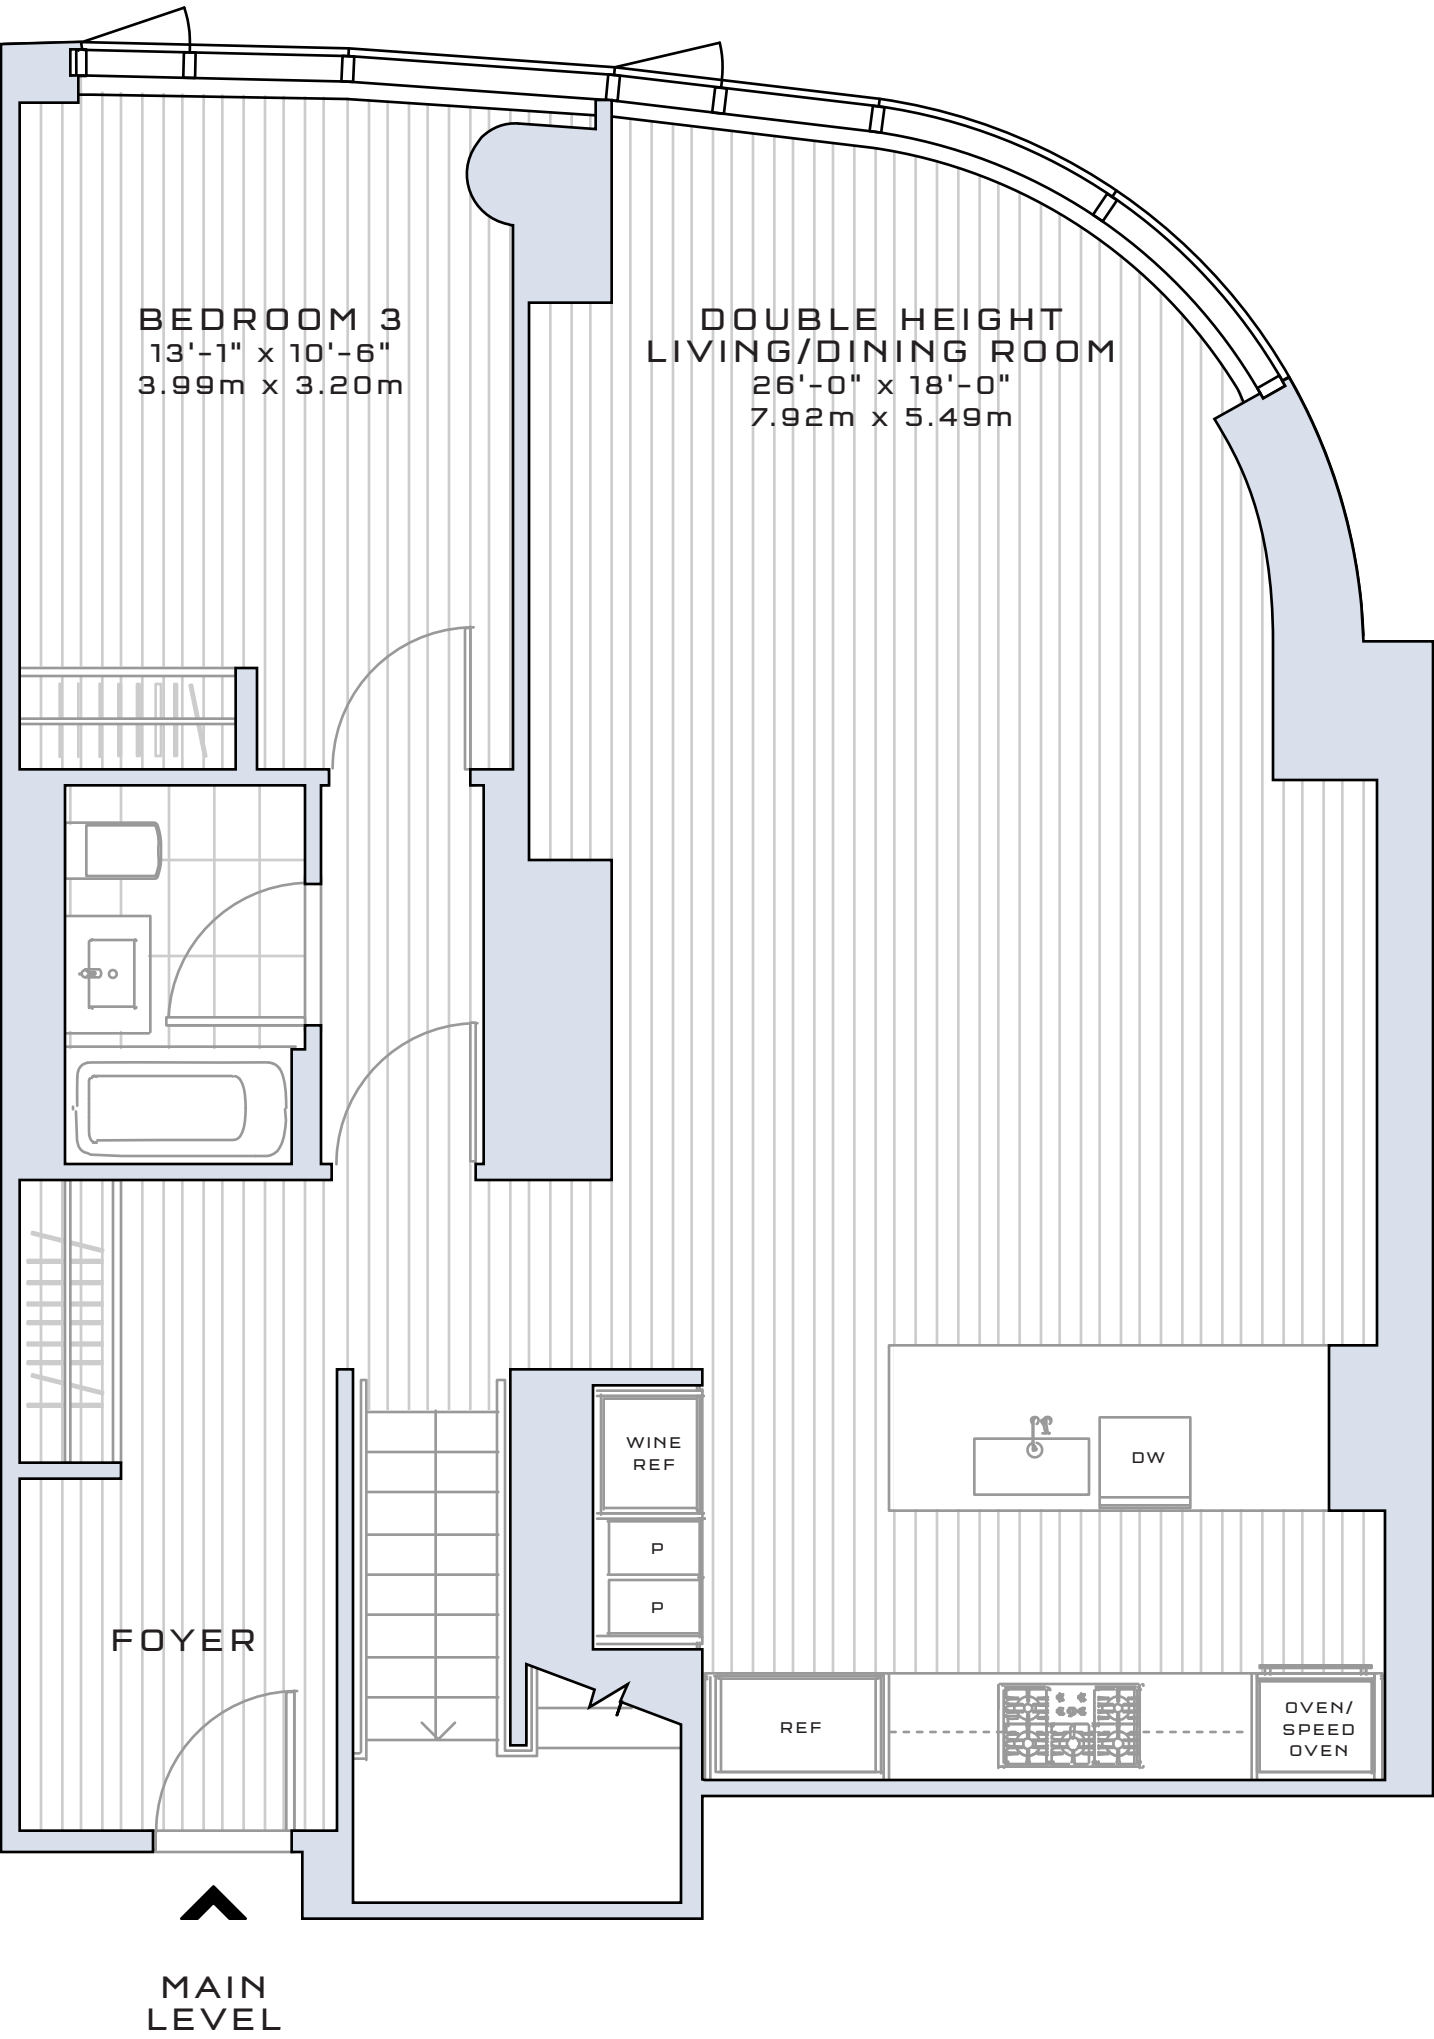 BEDROOM 3
13'-1" x 10'-6"
3.99m x 3.20m
DOUBLE HEIGHT
LIVING/DINING ROOM
26'-0" x 18'-0"
7.92m x 5.49m
WINE
REF
DW
P
P
FOYER
REF
OVEN/
SPEED
OVEN
MAIN
LEVEL